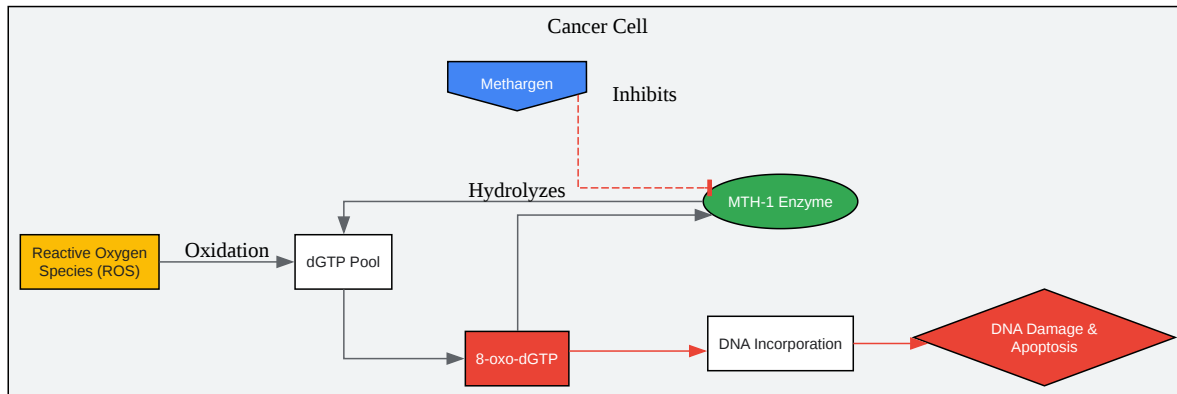 Cancer Cell
Methargen
Inhibits
Hydrolyzes
MTH-1 Enzyme
Reactive Oxygen
Species (ROS)
Oxidation
dGTP Pool
8-oxo-dGTP
DNA Incorporation
DNA Damage &
Apoptosis